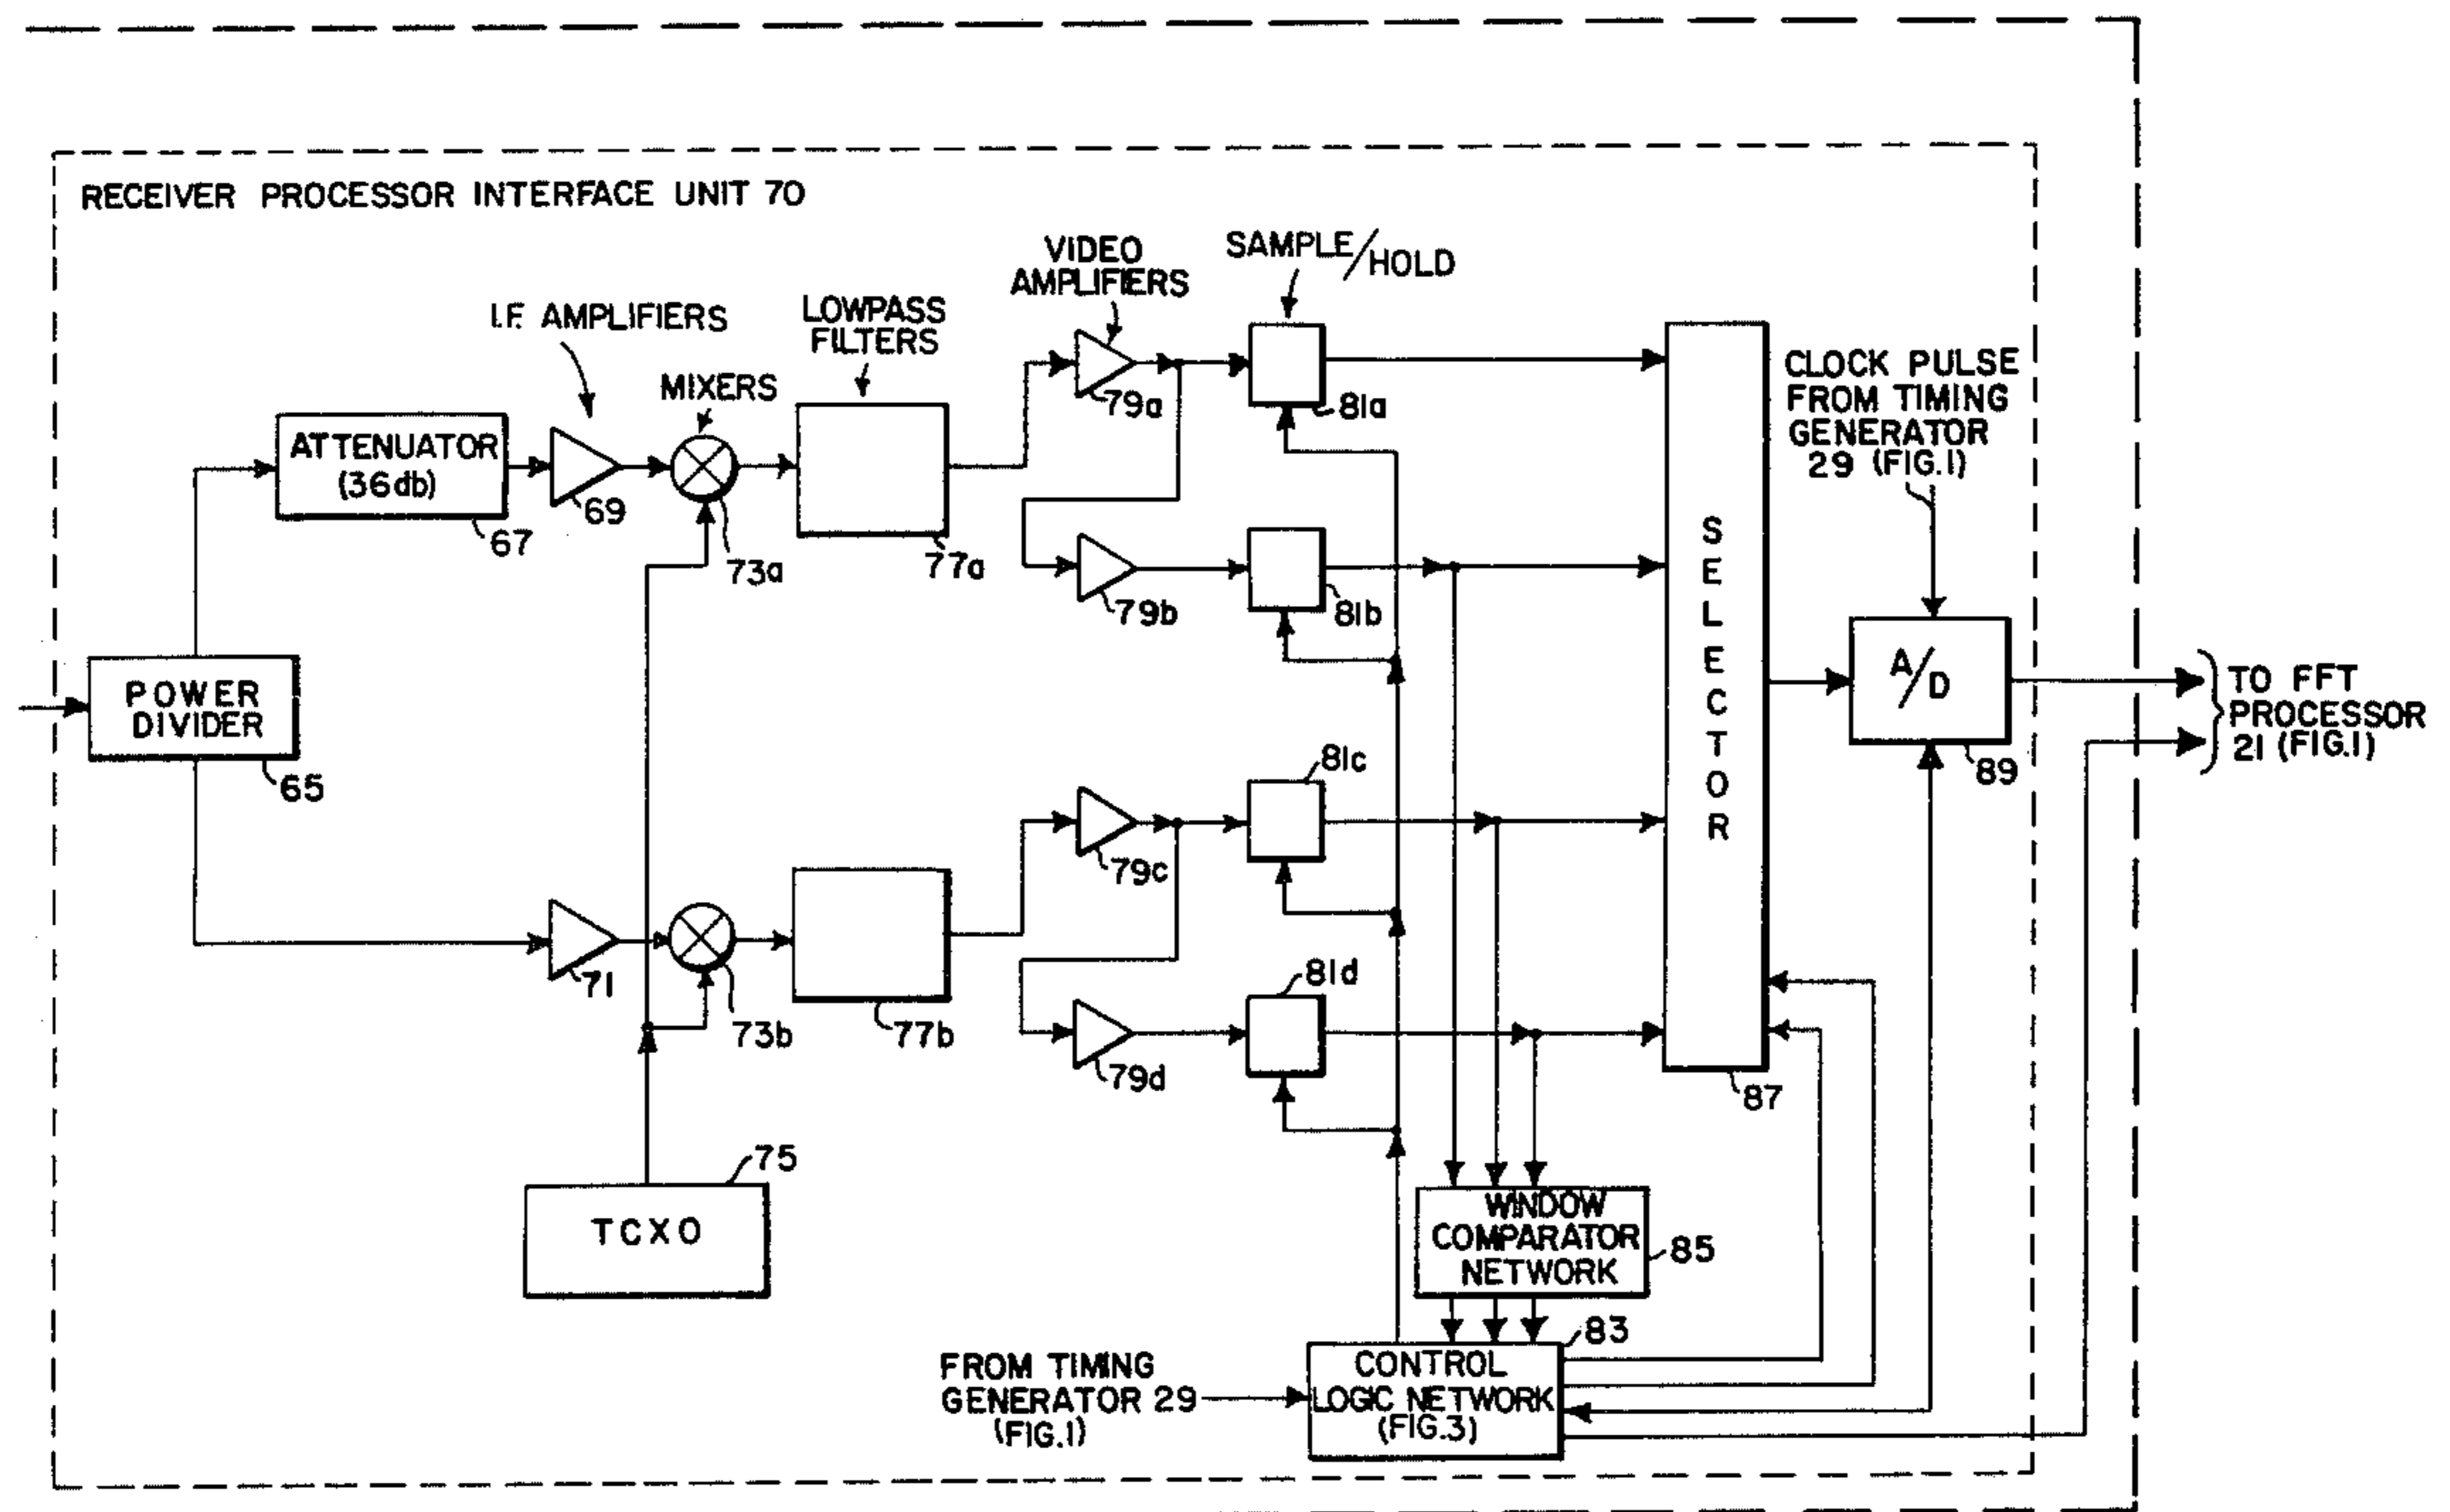 RECEIVER PROCESSOR INTERFACE UNIT 70
VIDEO
AMPLIFIERS
SAMPLE/HOLD
I.F. AMPLIFIERS
LOWPASS
FILTERS
MIXERS
CLOCK PULSE
FROM TIMING
GENERATOR
29 (FIG.1)
79a
81a
ATTENUATOR
(36db)
67
69
73a
77a
79b
81b
S
E
L
E
C
T
O
R
POWER
DIVIDER
65
A/D
89
TO FFT
PROCESSOR
21 (FIG.1)
81c
79c
71
73b
77b
81d
79d
87
75
TCXO
WINDOW
COMPARATOR
NETWORK
85
83
FROM TIMING
GENERATOR 29
(FIG.1)
CONTROL
LOGIC NETWORK
(FIG.3)